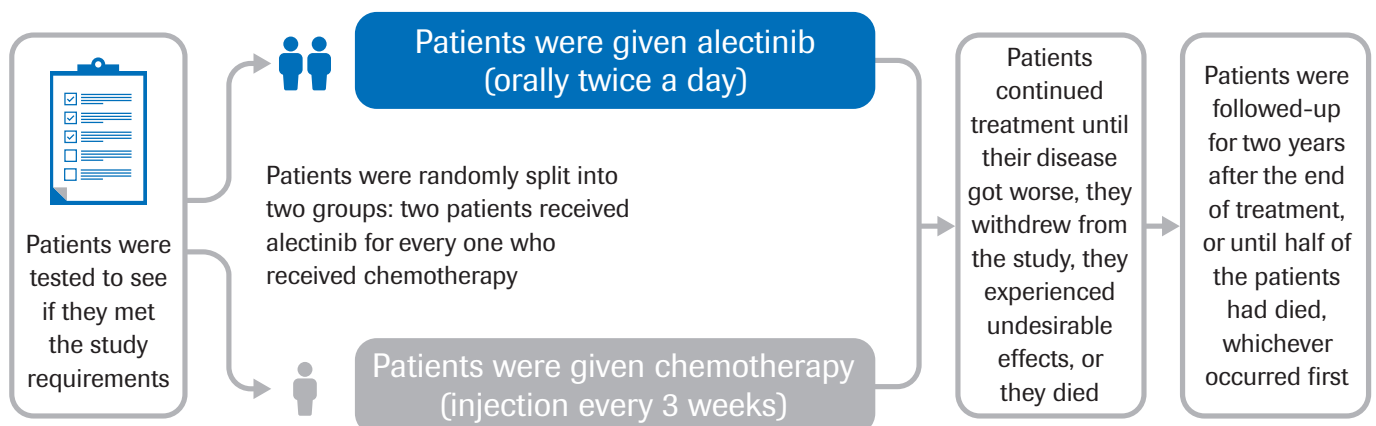 Patients were
tested to see
if they met
the study
requirements
Patients were given alectinib
(orally twice a day)
Patients were randomly split into
two groups: two patients received
alectinib for every one who
received chemotherapy
Patients were given chemotherapy
(injection every 3 weeks)
Patients
continued
treatment until
their disease
got worse, they
withdrew from
the study, they
experienced
undesirable
effects, or
they died
Patients were
followed-up
for two years
after the end
of treatment,
or until half of
the patients
had died,
whichever
occurred first